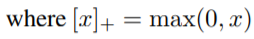 where [x]₊ = max(0, x)